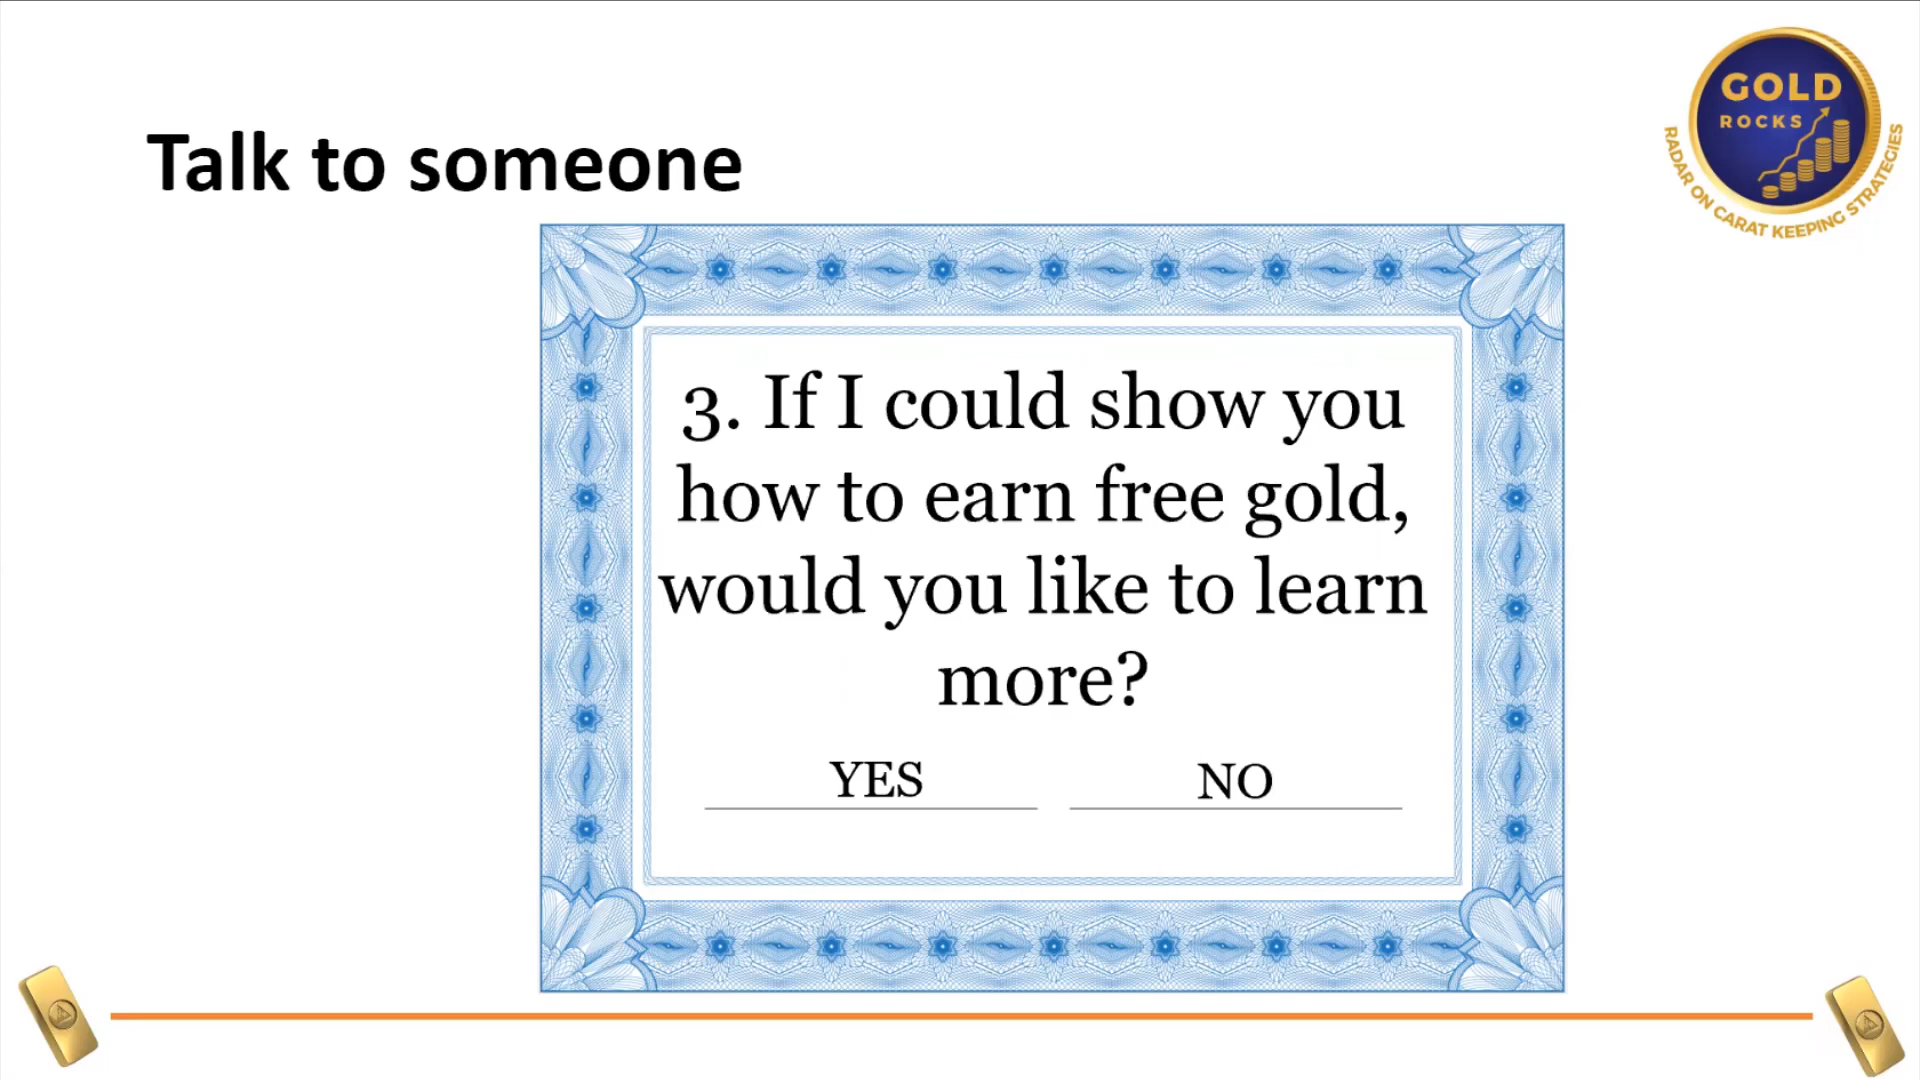 Talk to someone
GOLD
ROCKS
RADAR ON CARAT KEEPING STRATEGIES
3. If I could show you
how to earn free gold,
would you like to learn
more?
YES NO